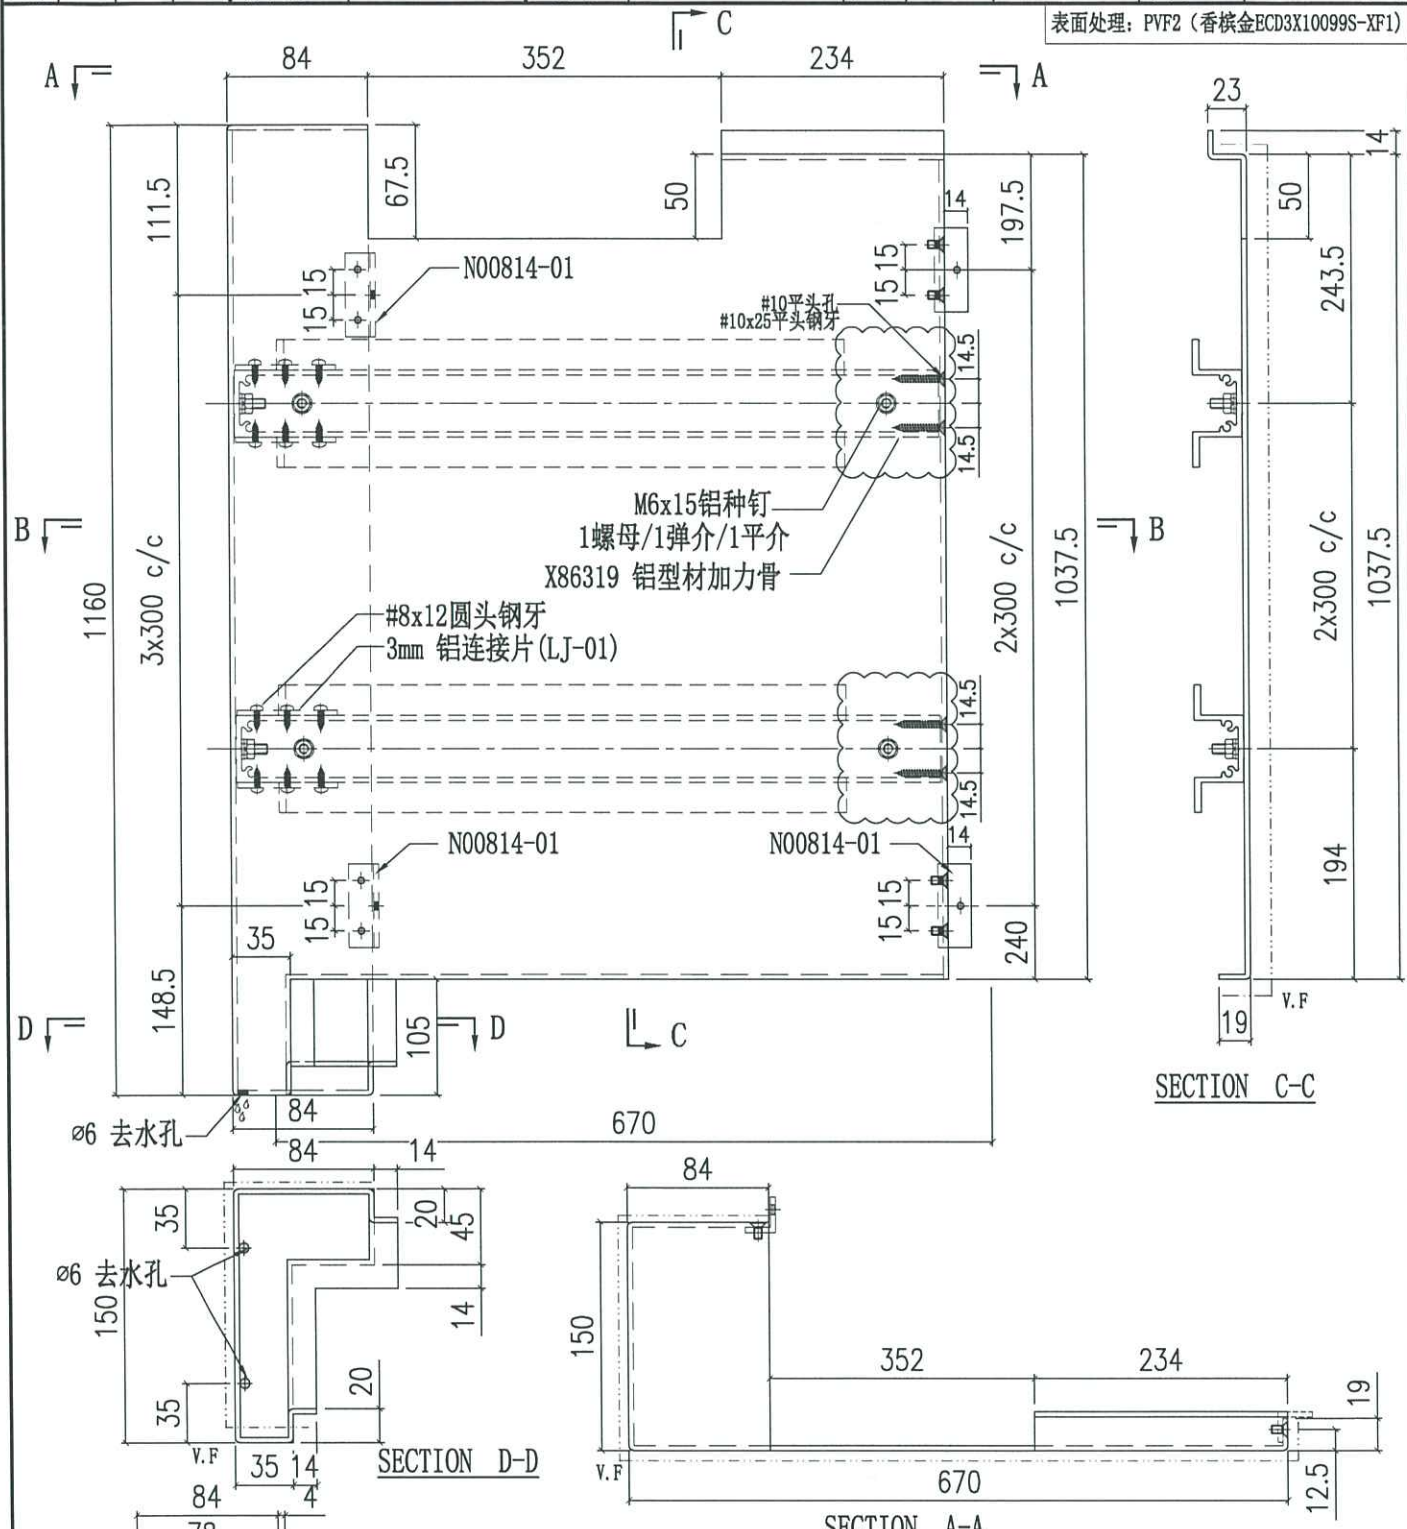 表面处理: PVF2 (香槟金ECD3X10099S-XF1)
C
A
84
352
234
A
23
14
67.5
50
197.5
50
111.5
14
243.5
15
15
N00814-01
15
15
#10平头孔
#10x25平头钢牙
14.5
14.5
M6x15铝种钉
1螺母/1弹介/1平介
X86319 铝型材加力骨
B
B
1160
3x300 c/c
2x300 c/c
1037.5
2x300 c/c
1037.5
#8x12圆头钢牙
3mm 铝连接片(LJ-01)
14.5
14.5
N00814-01
N00814-01
14
15
15
15
15
194
35
240
148.5
105
D
D
C
19
V.F
SECTION C-C
84
ø6 去水孔
670
84
14
35
20
45
ø6 去水孔
150
14
20
35
V.F
35
14
SECTION D-D
84
4
78
84
150
352
234
19
V.F
670
12.5
SECTION A-A